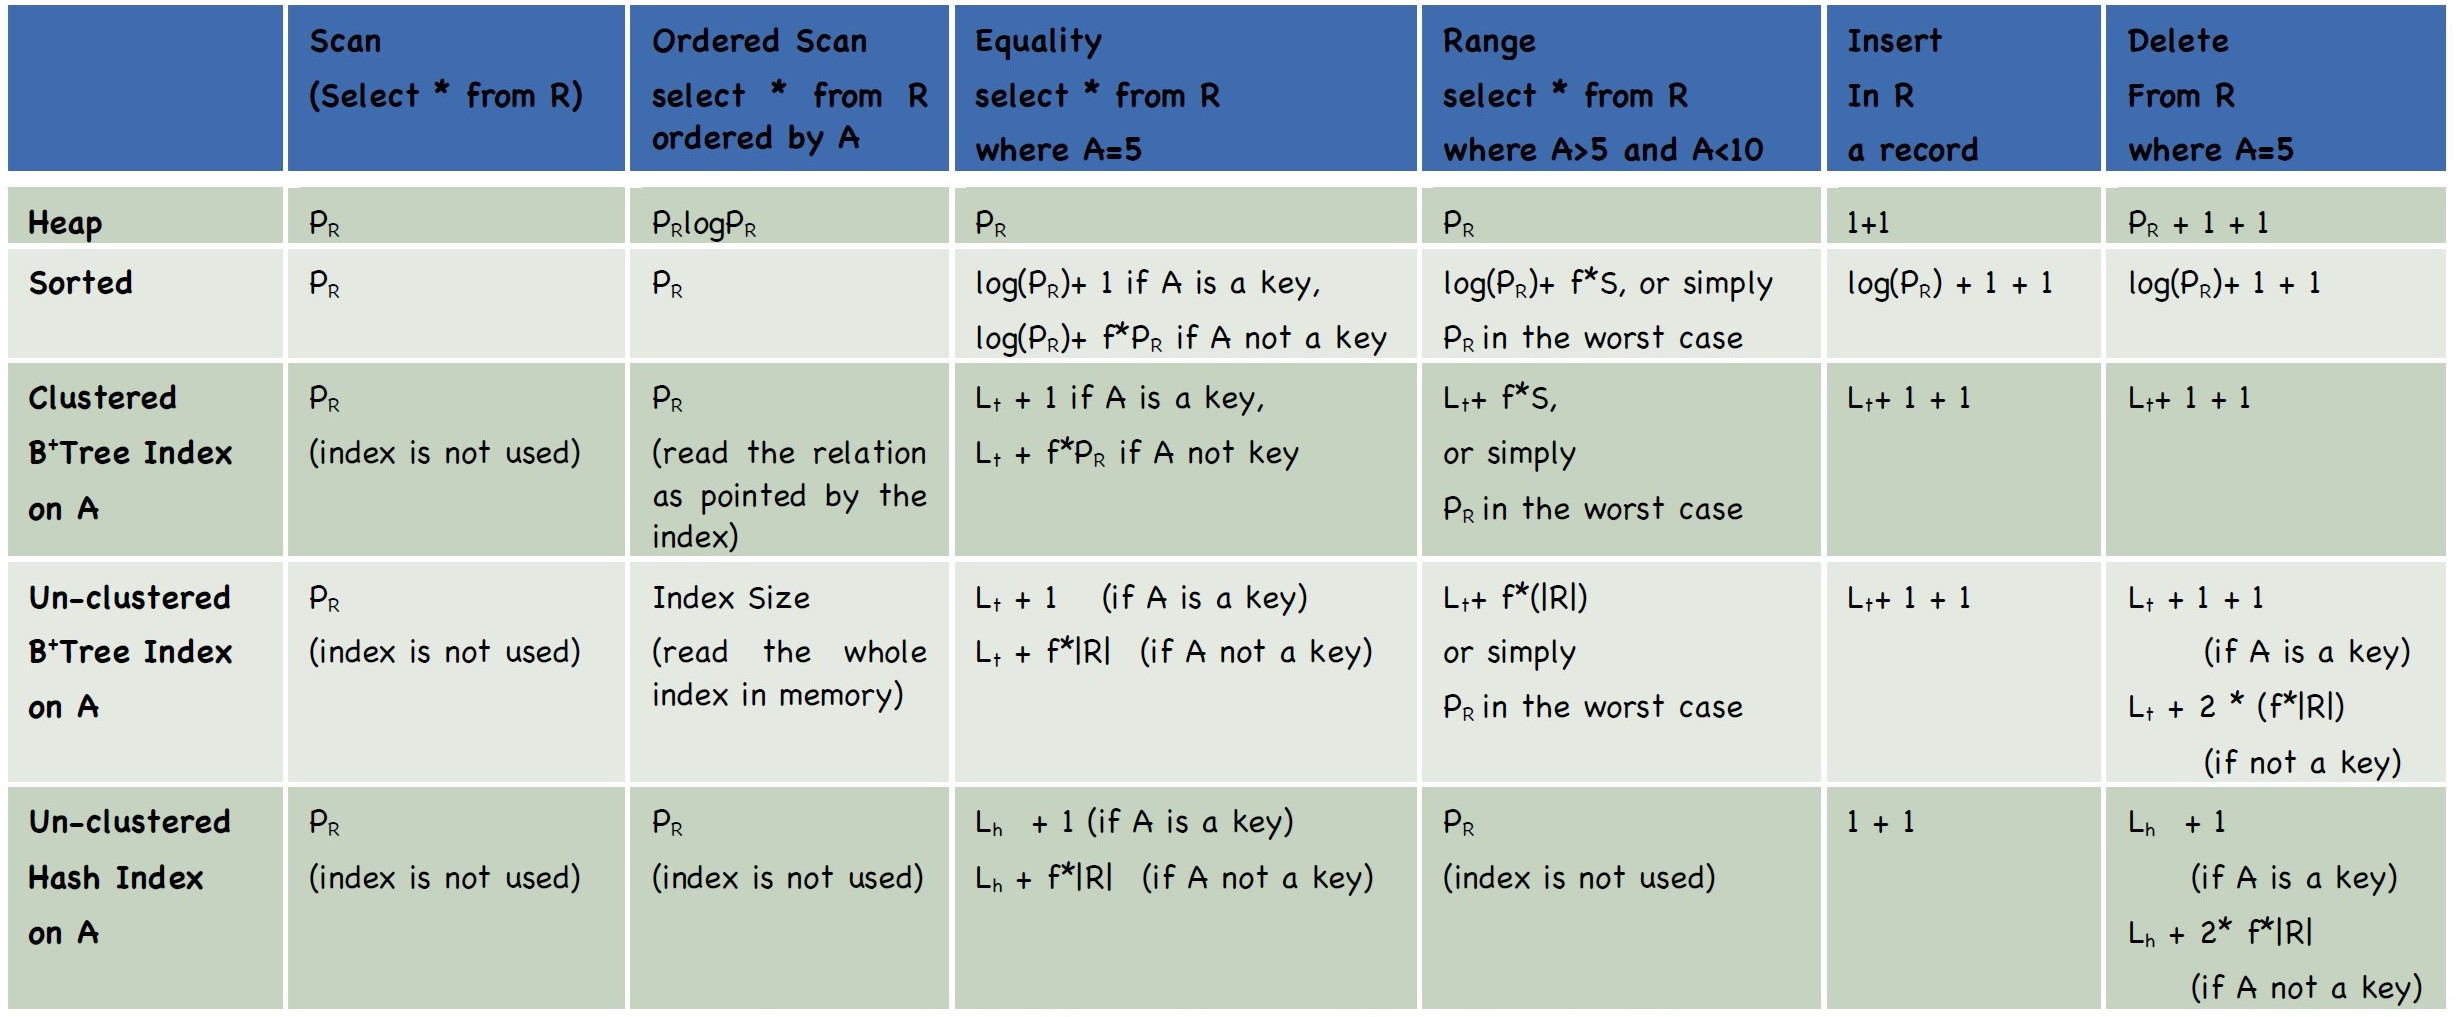 Scan
(Select * from R)
Ordered Scan
select * from R
ordered by A
Equality
select * from R
where A=5
Range
select * from R
where A>5 and A<10
Insert
In R
a record
Delete
From R
where A=5
Heap
P_R
P_RlogP_R
P_R
P_R
1+1
P_R + 1 + 1
Sorted
P_R
P_R
log(P_R)+ 1 if A is a key,
log(P_R)+ f*P_R if A not a key
log(P_R)+ f*S, or simply
P_R in the worst case
log(P_R) + 1 + 1
log(P_R)+ 1 + 1
Clustered
B⁺Tree Index
on A
P_R
(index is not used)
P_R
(read the relation
as pointed by the
index)
L_t + 1 if A is a key,
L_t + f*P_R if A not key
L_t+ f*S,
or simply
P_R in the worst case
L_t+ 1 + 1
L_t+ 1 + 1
Un-clustered
B⁺Tree Index
on A
P_R
(index is not used)
Index Size
(read the whole
index in memory)
L_t + 1 (if A is a key)
L_t + f*|R| (if A not a key)
L_t+ f*(|R|)
or simply
P_R in the worst case
L_t+ 1 + 1
L_t + 1 + 1
(if A is a key)
L_t + 2 * (f*|R|)
(if not a key)
Un-clustered
Hash Index
on A
P_R
(index is not used)
P_R
(index is not used)
L_h + 1 (if A is a key)
L_h + f*|R| (if A not a key)
P_R
(index is not used)
1 + 1
L_h + 1
(if A is a key)
L_h + 2* f*|R|
(if A not a key)